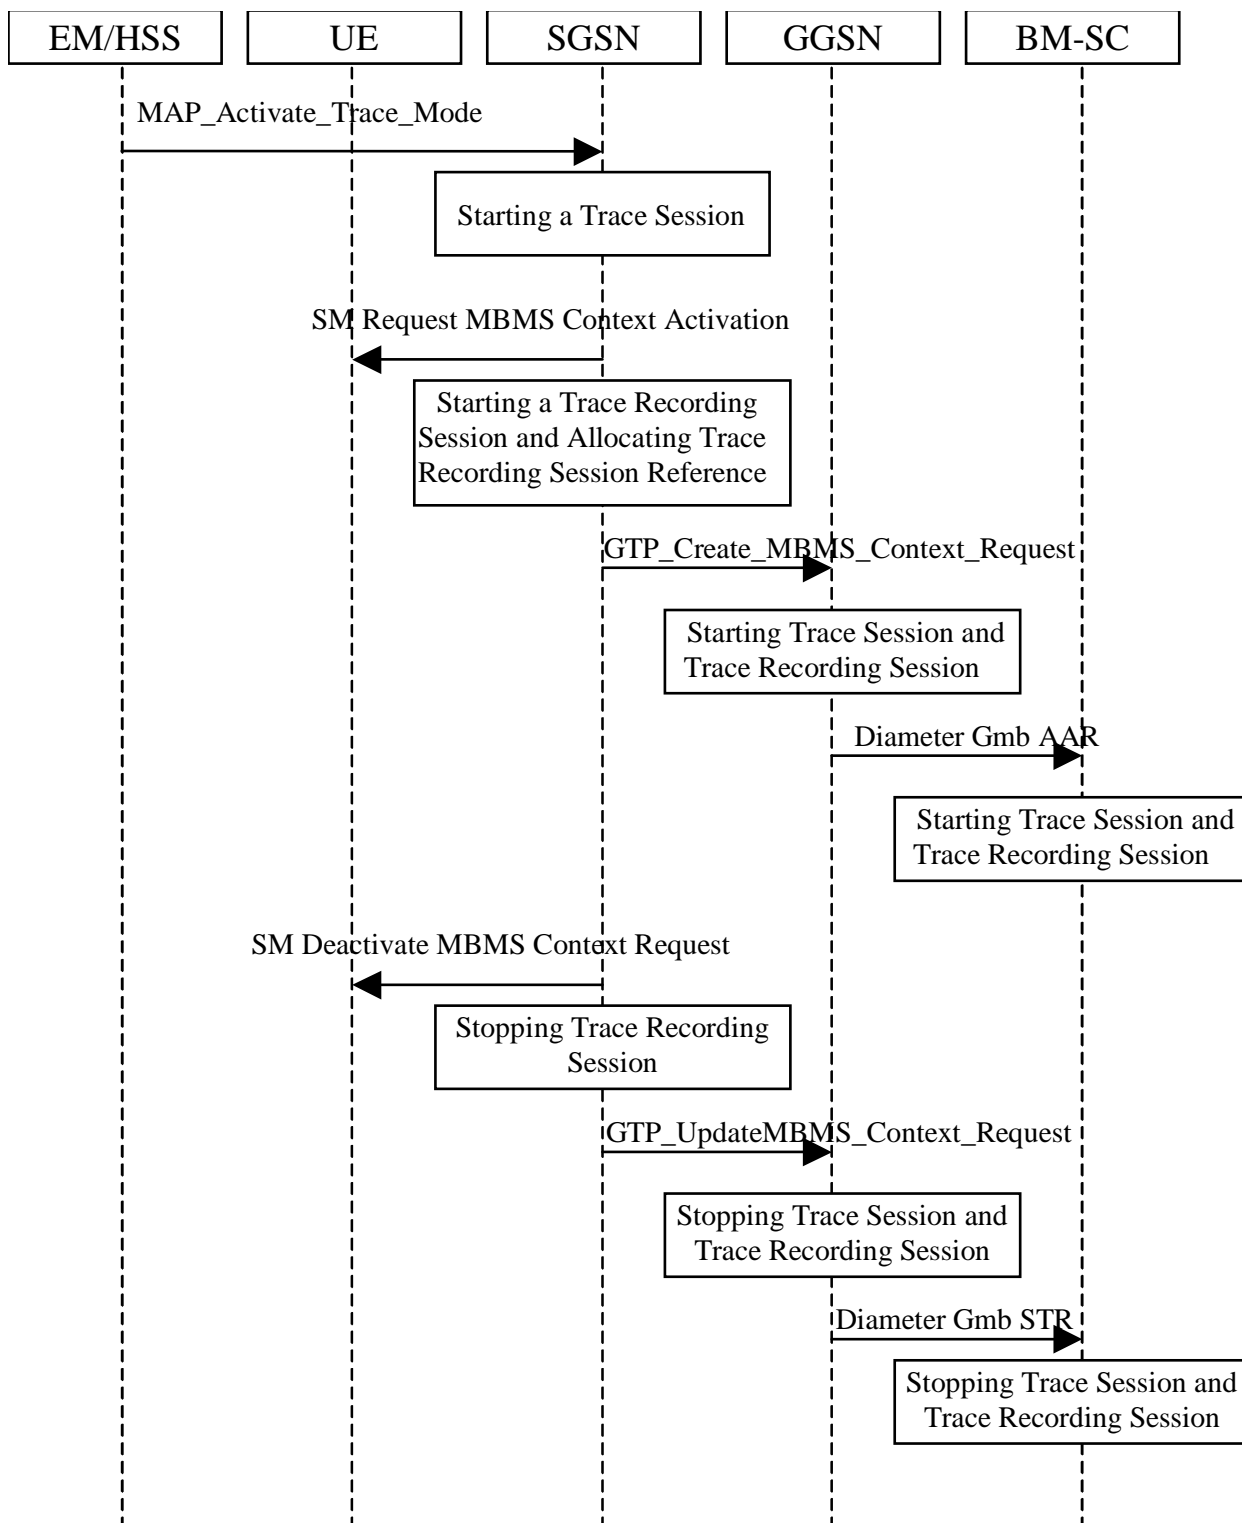 EM/HSS
UE
SGSN
GGSN
BM-SC
MAP_Activate_Trace_Mode
Starting a Trace Session
SM Request MBMS Context Activation
Starting a Trace Recording
Session and Allocating Trace
Recording Session Reference
GTP_Create_MBMS_Context_Request
Starting Trace Session and
Trace Recording Session
Diameter Gmb AAR
Starting Trace Session and
Trace Recording Session
SM Deactivate MBMS Context Request
Stopping Trace Recording
Session
GTP_UpdateMBMS_Context_Request
Stopping Trace Session and
Trace Recording Session
Diameter Gmb STR
Stopping Trace Session and
Trace Recording Session